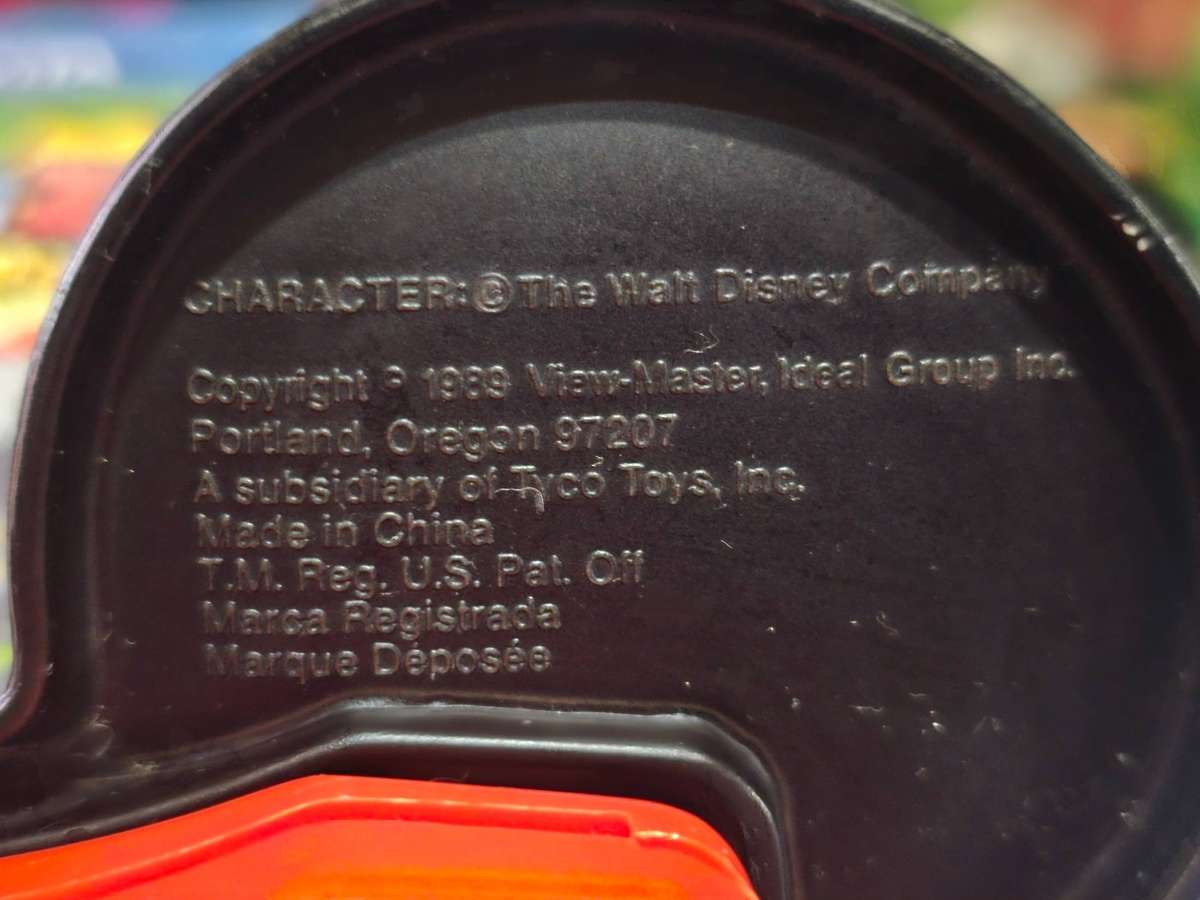 CHARACTER: © The Walt Disney Company
Copyright © 1989 View-Master, Ideal Group Inc.
Portland, Oregon 97207
A subsidiary of Tyco Toys, Inc.
Made in China
T.M. Reg. U.S. Pat. Off
Marca Registrada
Marque Déposée